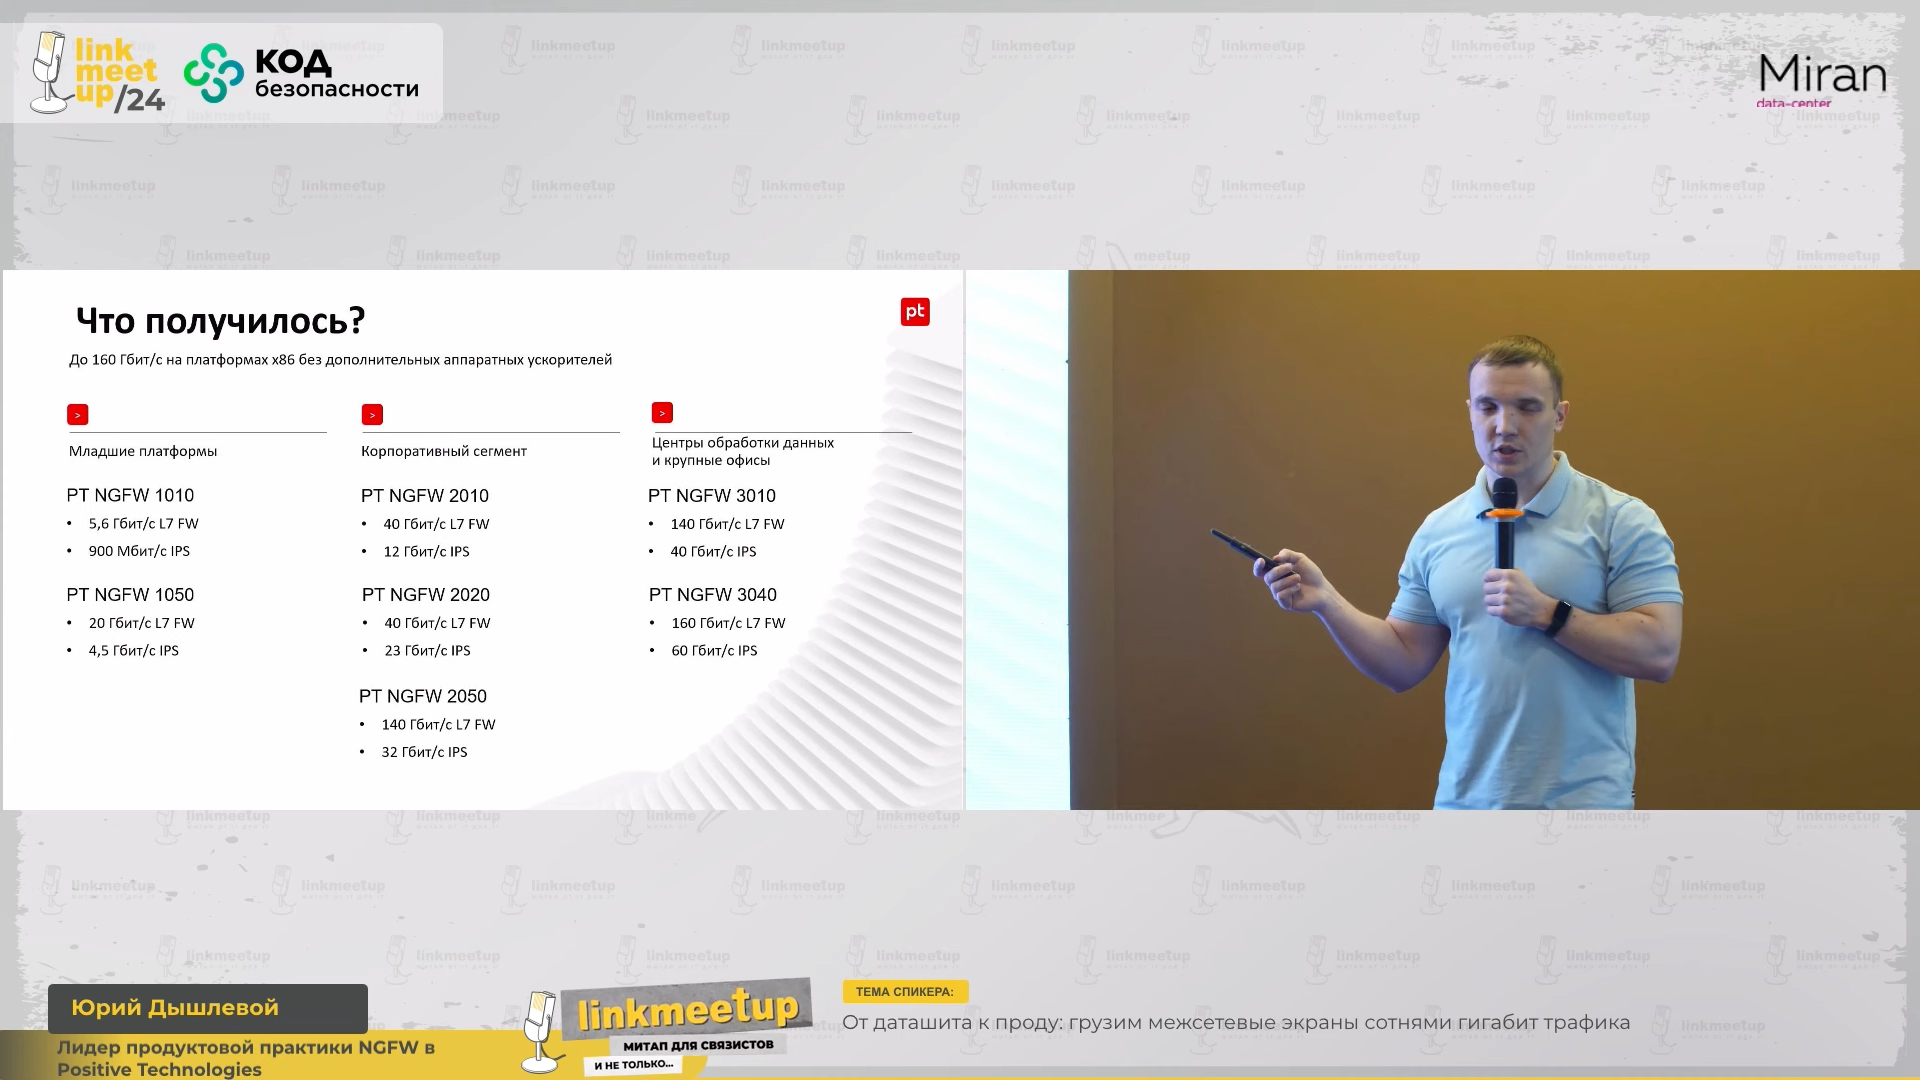 link
meet
up/24
КОД
безопасности
Miran
data-center
Что получилось?
pt
До 160 Гбит/с на платформах x86 без дополнительных аппаратных ускорителей
>
Младшие платформы
PT NGFW 1010
• 5,6 Гбит/с L7 FW
• 900 Мбит/с IPS
PT NGFW 1050
• 20 Гбит/с L7 FW
• 4,5 Гбит/с IPS
>
Корпоративный сегмент
PT NGFW 2010
• 40 Гбит/с L7 FW
• 12 Гбит/с IPS
PT NGFW 2020
• 40 Гбит/с L7 FW
• 23 Гбит/с IPS
PT NGFW 2050
• 140 Гбит/с L7 FW
• 32 Гбит/с IPS
>
Центры обработки данных
и крупные офисы
PT NGFW 3010
• 140 Гбит/с L7 FW
• 40 Гбит/с IPS
PT NGFW 3040
• 160 Гбит/с L7 FW
• 60 Гбит/с IPS
Юрий Дышлевой
Лидер продуктовой практики NGFW в
Positive Technologies
linkmeetup
МИТАП ДЛЯ СВЯЗИСТОВ
И НЕ ТОЛЬКО...
ТЕМА СПИКЕРА:
От даташита к проду: грузим межсетевые экраны сотнями гигабит трафика